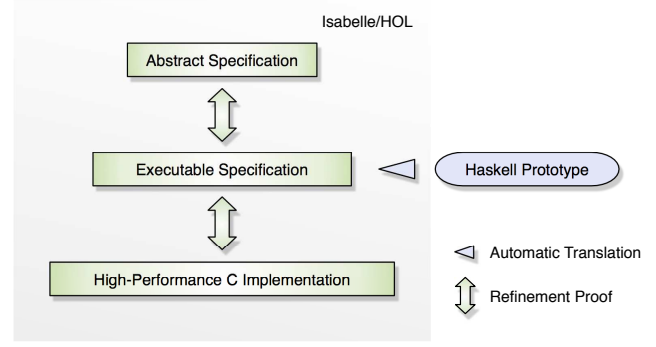 Isabelle/HOL
Abstract Specification
Executable Specification
Haskell Prototype
High-Performance C Implementation
Automatic Translation
Refinement Proof